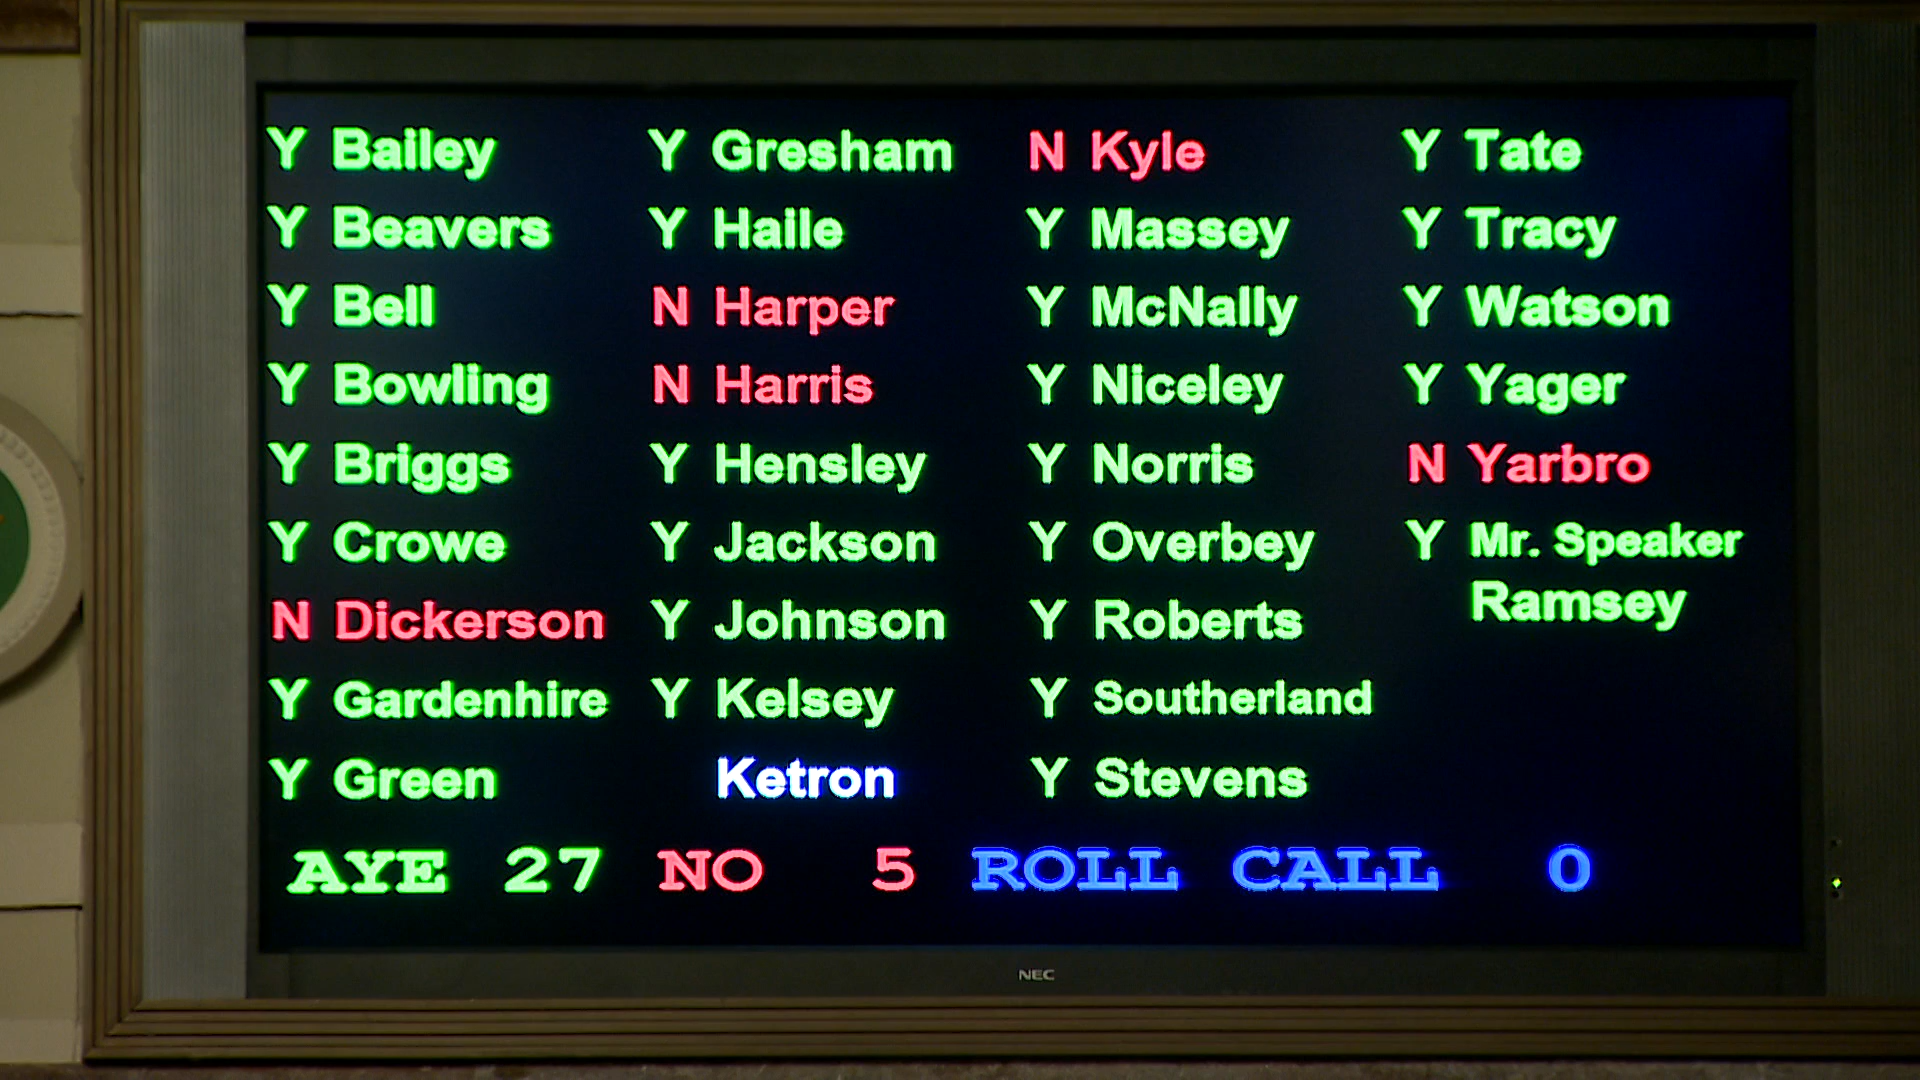 Y Bailey Y Gresham N Kyle Y Tate
Y Beavers Y Haile Y Massey Y Tracy
Y Bell N Harper Y McNally Y Watson
Y Bowling N Harris Y Niceley Y Yager
Y Briggs Y Hensley Y Norris N Yarbro
Y Crowe Y Jackson Y Overbey Y Mr. Speaker
Ramsey
N Dickerson Y Johnson Y Roberts
Y Gardenhire Y Kelsey Y Southerland
Y Green Ketron Y Stevens
AYE 27 NO 5 ROLL CALL 0
NEC